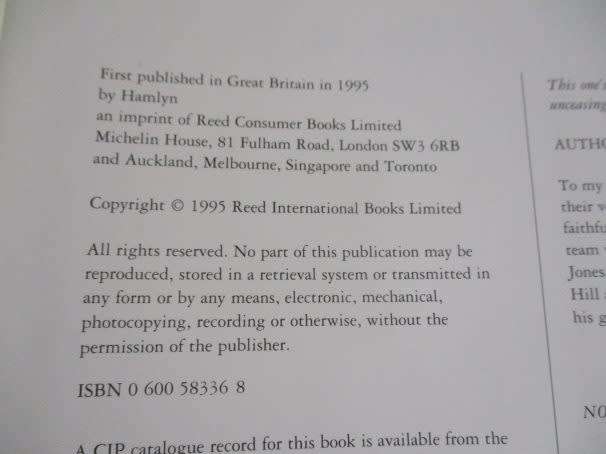 First published in Great Britain in 1995
by Hamlyn
an imprint of Reed Consumer Books Limited
Michelin House, 81 Fulham Road, London SW3 6RB
and Auckland, Melbourne, Singapore and Toronto
Copyright © 1995 Reed International Books Limited
All rights reserved. No part of this publication may be
reproduced, stored in a retrieval system or transmitted in
any form or by any means, electronic, mechanical,
photocopying, recording or otherwise, without the
permission of the publisher.
ISBN 0 600 58336 8
A CIP catalogue record for this book is available from the
This one's
unceasing
AUTHO
To my
their
faithfu
team
Jones
Hill
his g
NO